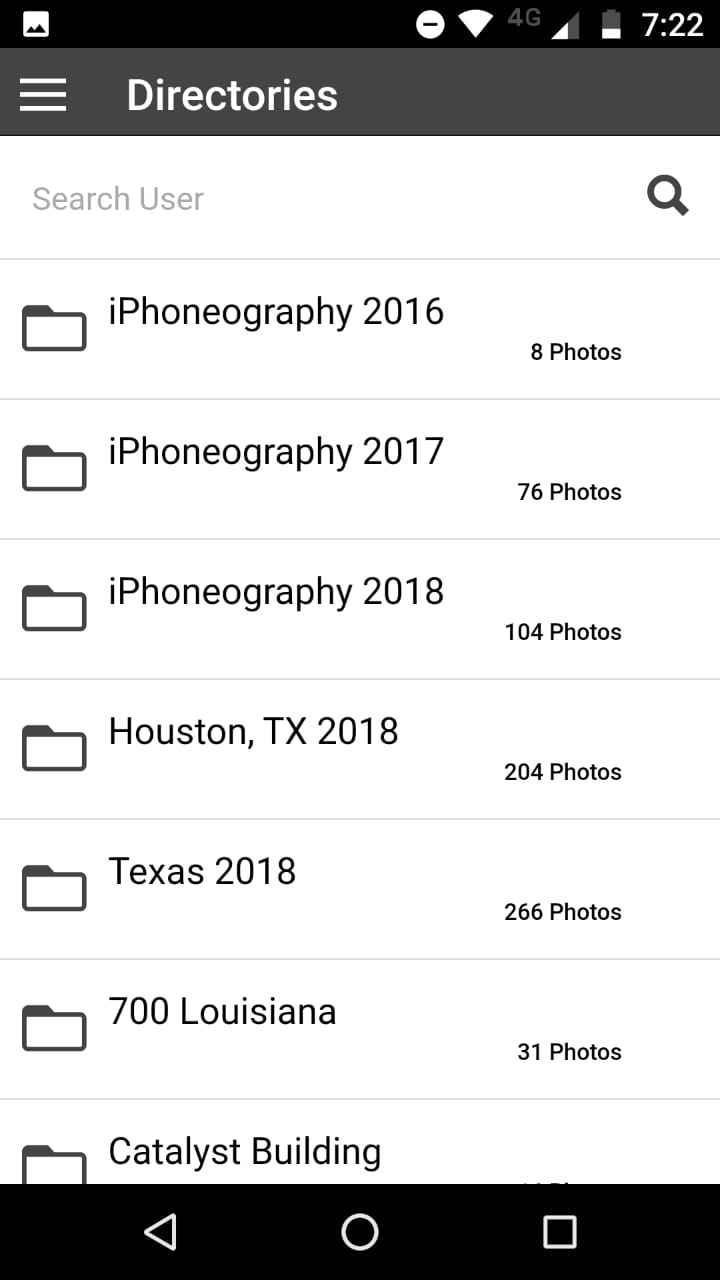 4G 7:22
Directories
Search User
iPhoneography 2016
8 Photos
iPhoneography 2017
76 Photos
iPhoneography 2018
104 Photos
Houston, TX 2018
204 Photos
Texas 2018
266 Photos
700 Louisiana
31 Photos
Catalyst Building